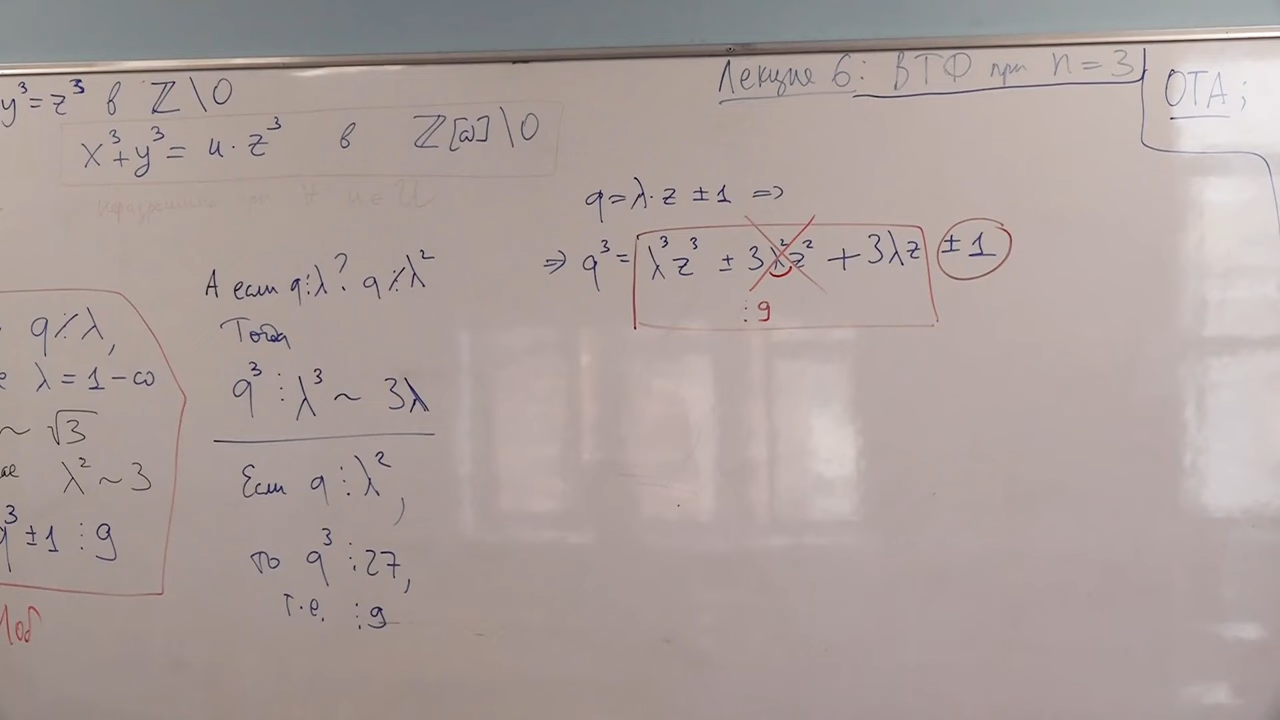 Лекция 6: ВТФ при n = 3
ОТА;
y³ = z³ в ℤ\0
x³ + y³ = u · z³ в ℤ[ω]\0
q ⋮̸ λ,
λ = 1 − ω
~ √3
λ² ~ 3
q³ ± 1 ⋮ 9
А если q ⋮ λ? q ⋮̸ λ²
Тогда
q³ ⋮ λ³ ~ 3λ
Если q ⋮ λ²,
то q³ ⋮ 27,
т.е. ⋮ 9
q = λ · z ± 1 ⇒
⇒ q³ = λ³z³ ± 3λ²z² + 3λz ± 1
⋮ 9